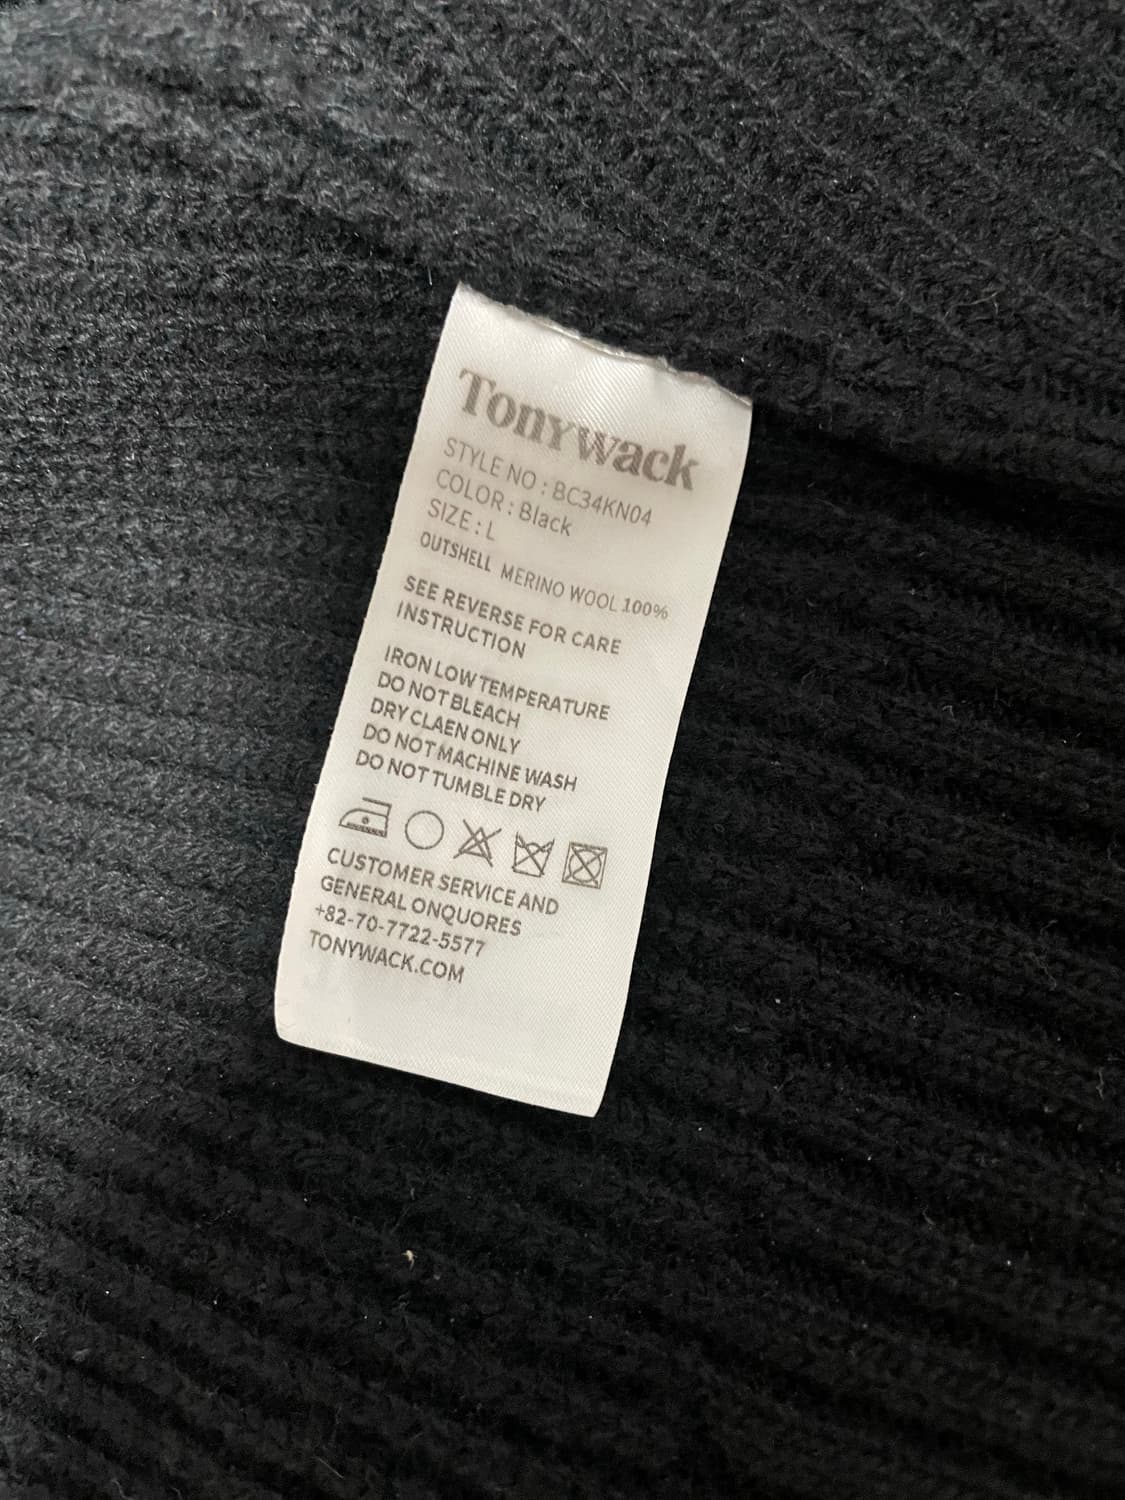 Tonywack
STYLE NO : BC34KN04
COLOR : Black
SIZE : L
OUTSHELL MERINO WOOL 100%
SEE REVERSE FOR CARE
INSTRUCTION
IRON LOW TEMPERATURE
DO NOT BLEACH
DRY CLAEN ONLY
DO NOT MACHINE WASH
DO NOT TUMBLE DRY
CUSTOMER SERVICE AND
GENERAL ONQUORES
+82-70-7722-5577
TONYWACK.COM